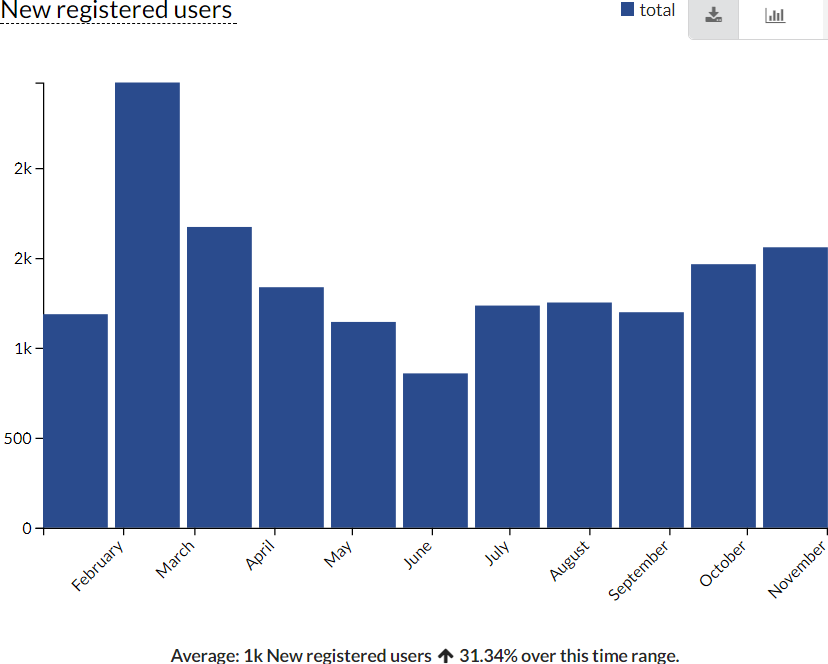 New registered users
total
2k
2k
1k
500
0
February
March
April
May
June
July
August
September
October
November
Average: 1k New registered users ↑ 31.34% over this time range.